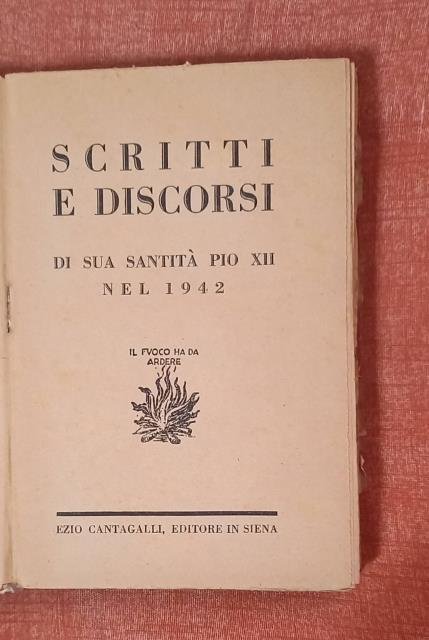 SCRITTI
E DISCORSI
DI SUA SANTITÀ PIO XII
NEL 1942
IL FVOCO HA DA
ARDERE
EZIO CANTAGALLI, EDITORE IN SIENA